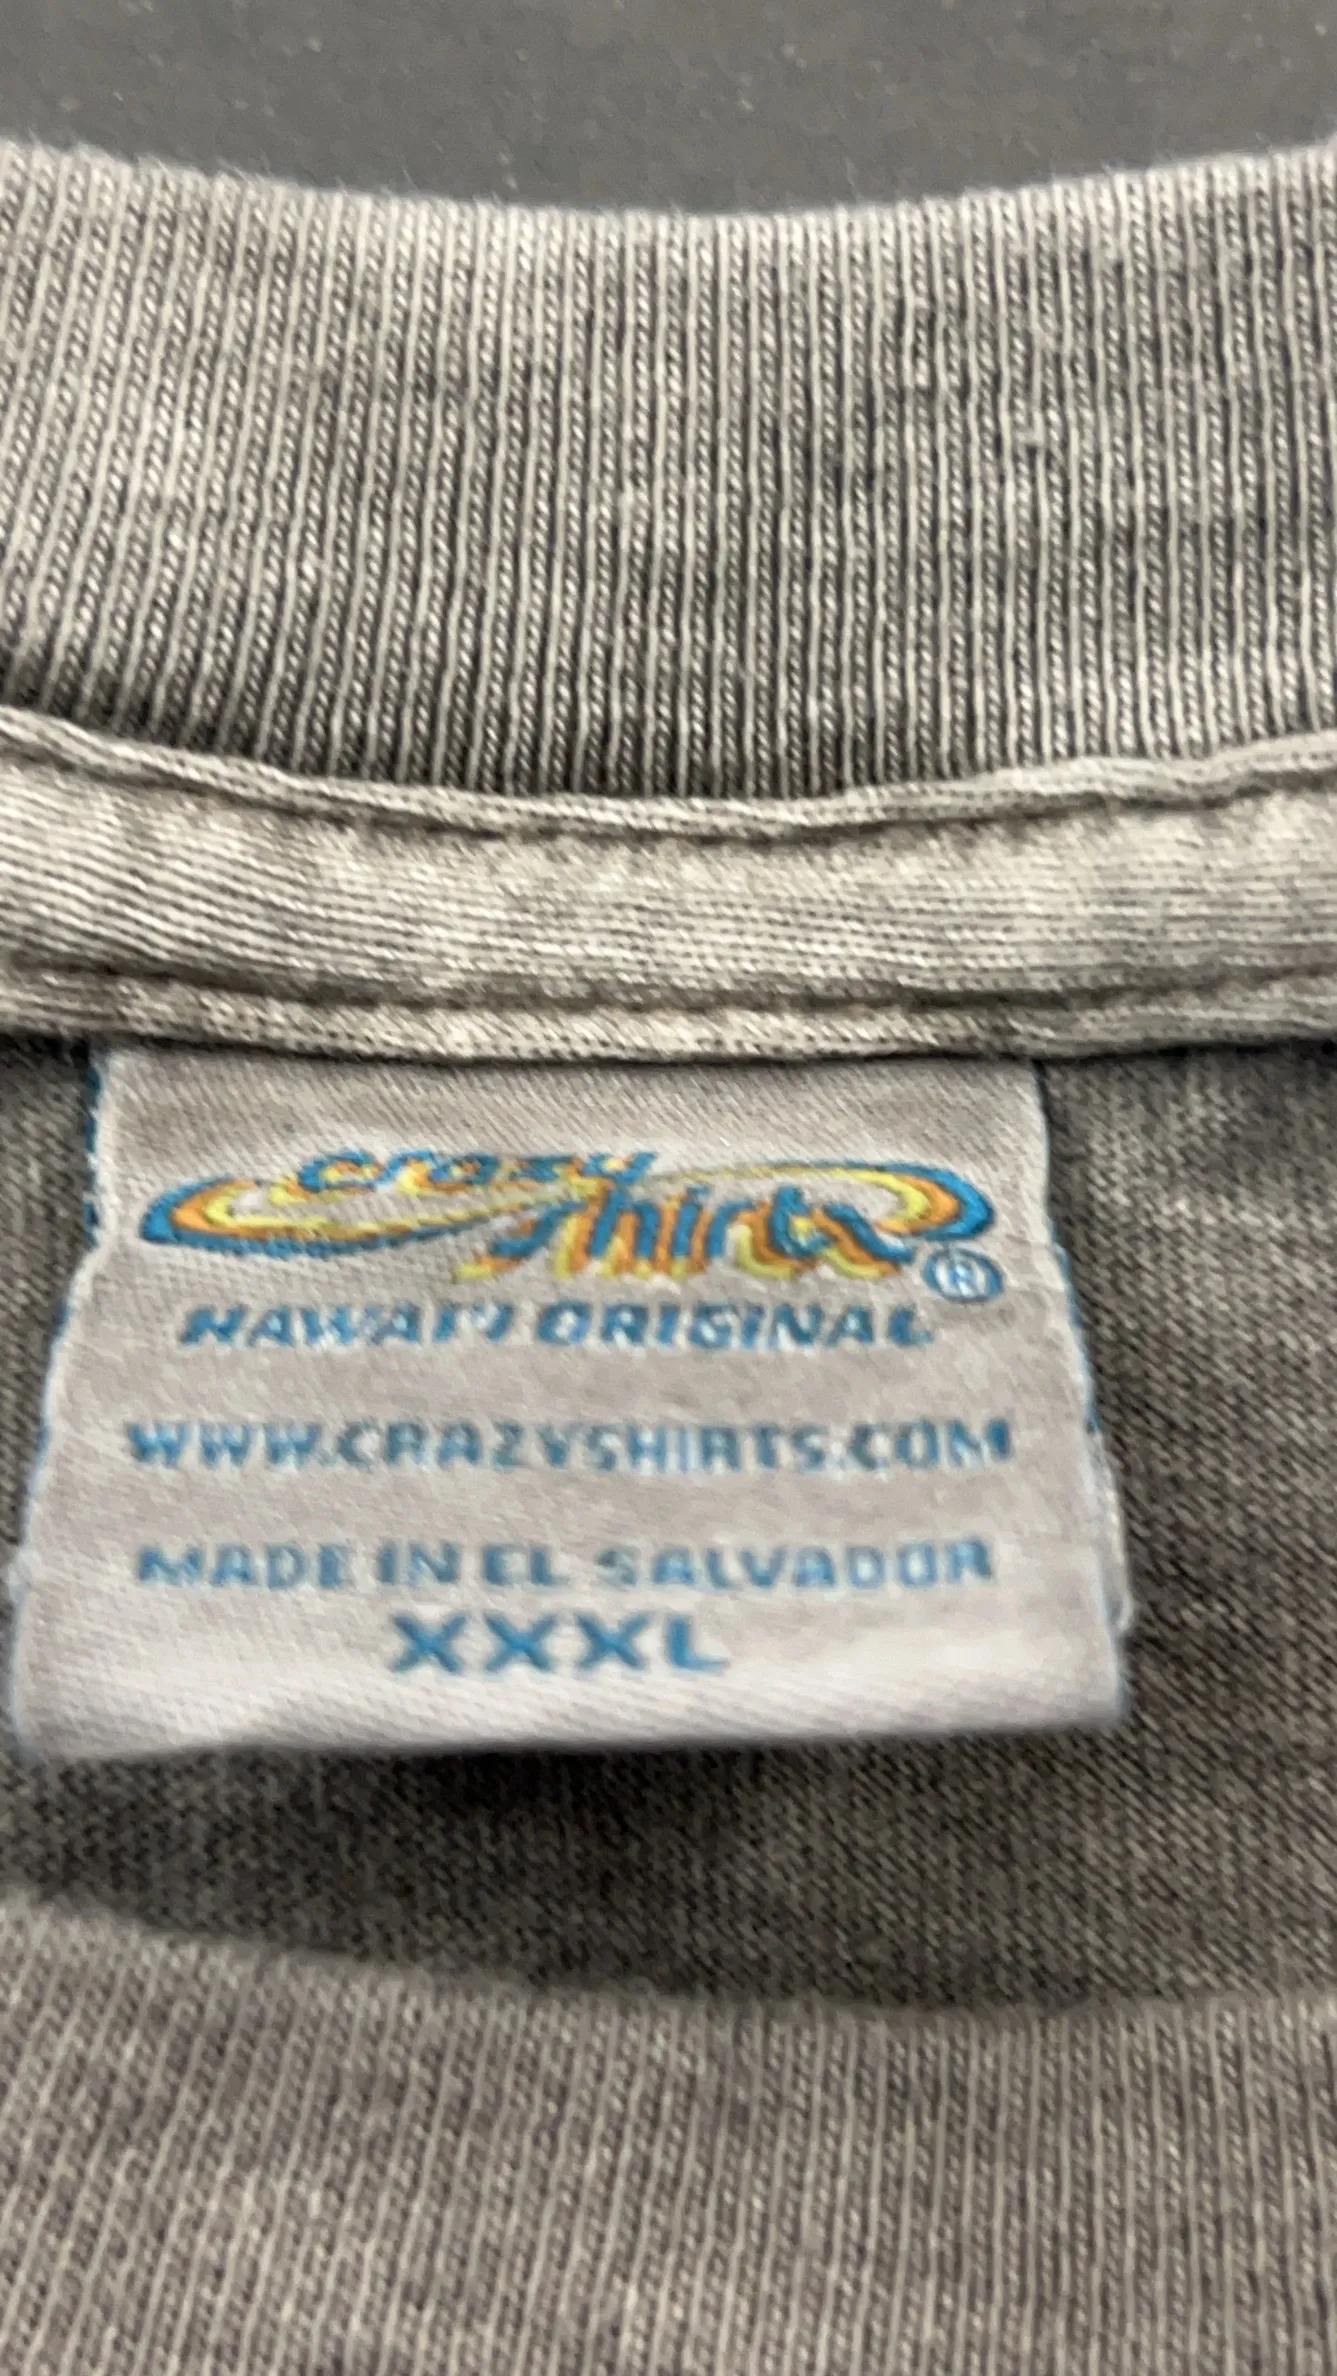 crazy
shirts®
HAWAI'I ORIGINAL
WWW.CRAZYSHIRTS.COM
MADE IN EL SALVADOR
XXXL